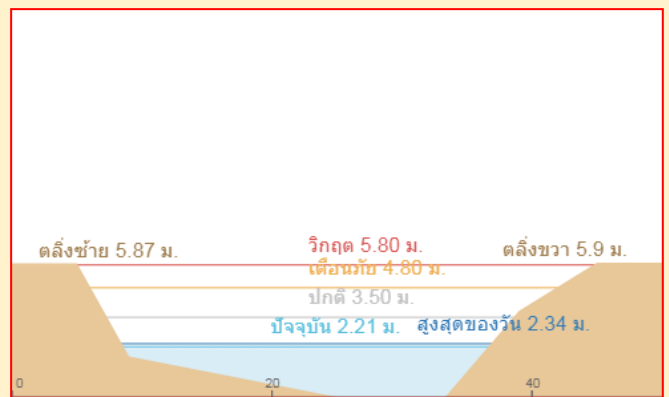 ตลิ่งซ้าย 5.87 ม.
วิกฤต 5.80 ม.
ตลิ่งขวา 5.9 ม.
เตือนภัย 4.80 ม.
ปกติ 3.50 ม.
ปัจจุบัน 2.21 ม.
สูงสุดของวัน 2.34 ม.
0
20
40